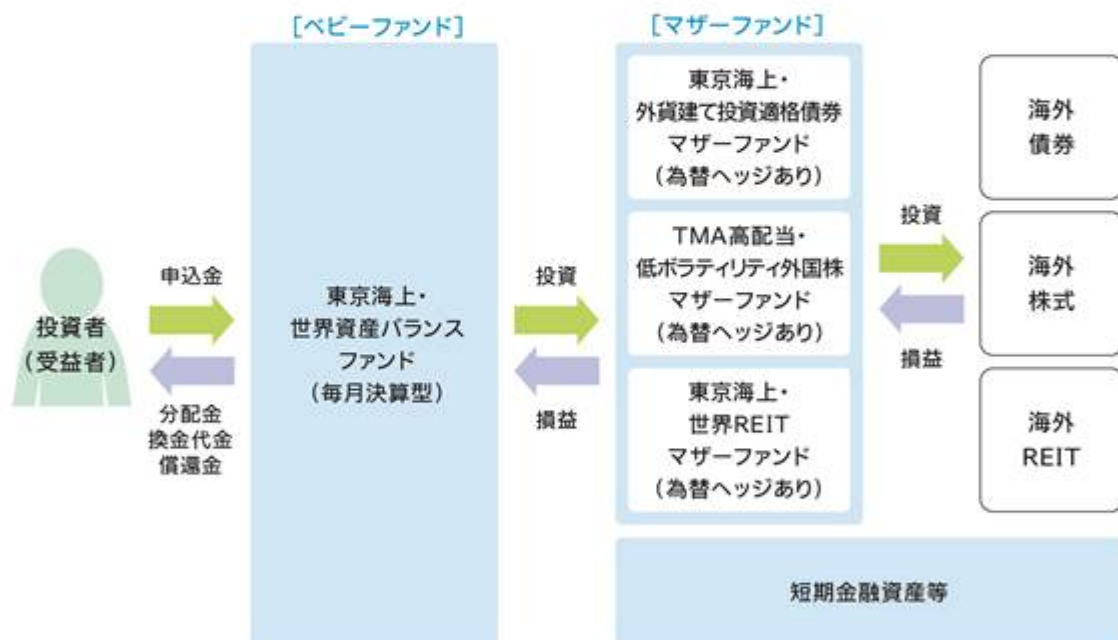 [ベビーファンド]
[マザーファンド]
投資者
(受益者)
申込金
分配金
換金代金
償還金
東京海上・
世界資産バランス
ファンド
(毎月決算型)
投資
損益
東京海上・
外貨建て投資適格債券
マザーファンド
(為替ヘッジあり)
TMA高配当・
低ボラティリティ外国株
マザーファンド
(為替ヘッジあり)
東京海上・
世界REIT
マザーファンド
(為替ヘッジあり)
投資
損益
海外
債券
海外
株式
海外
REIT
短期金融資産等